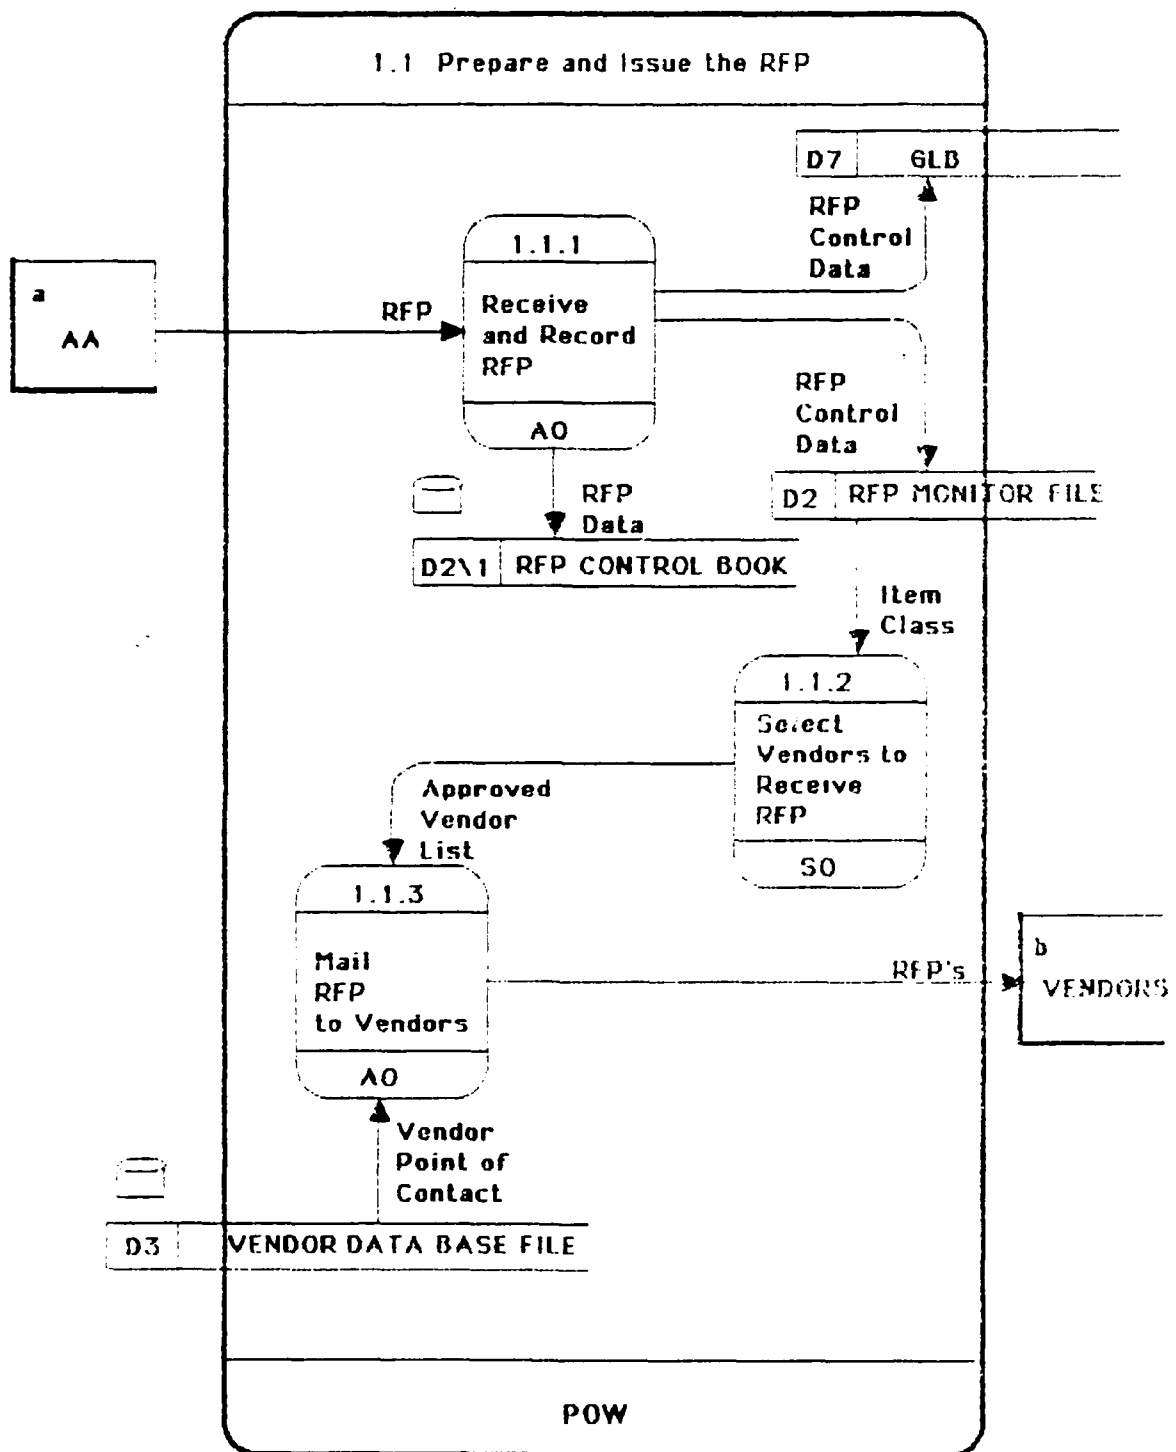 1.1 Prepare and Issue the RFP
D7 GLB
RFP
Control
Data
1.1.1
Receive
and Record
RFP
AO
a
AA
RFP
RFP
Control
Data
RFP
Data
D2 RFP MONITOR FILE
D2\1 RFP CONTROL BOOK
Item
Class
1.1.2
Select
Vendors to
Receive
RFP
SO
Approved
Vendor
List
1.1.3
Mail
RFP
to Vendors
AO
RFP's
b
VENDORS
Vendor
Point of
Contact
D3 VENDOR DATA BASE FILE
POW